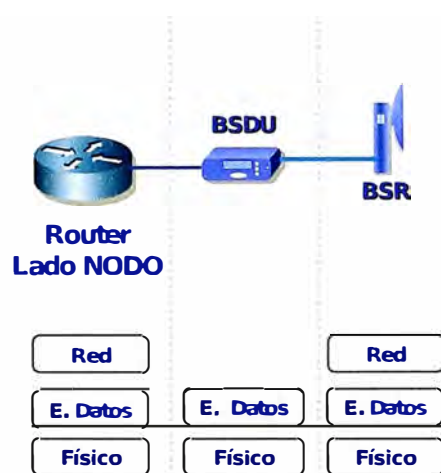 BSDU
BSR
Router
Lado NODO
Red
Red
E. Datos
E. Datos
E. Datos
Físico
Físico
Físico